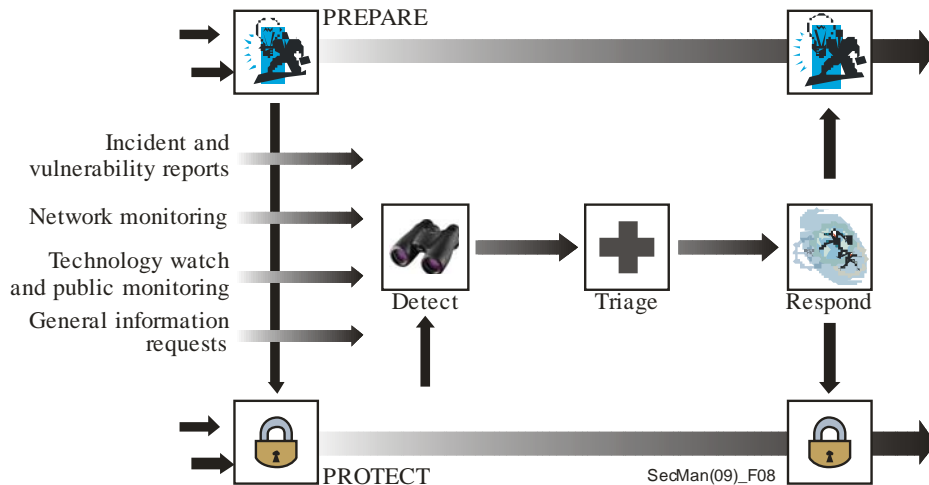 PREPARE
Incident and
vulnerability reports
Network monitoring
Technology watch
and public monitoring
General information
requests
Detect
Triage
Respond
PROTECT
SecMan(09)_F08